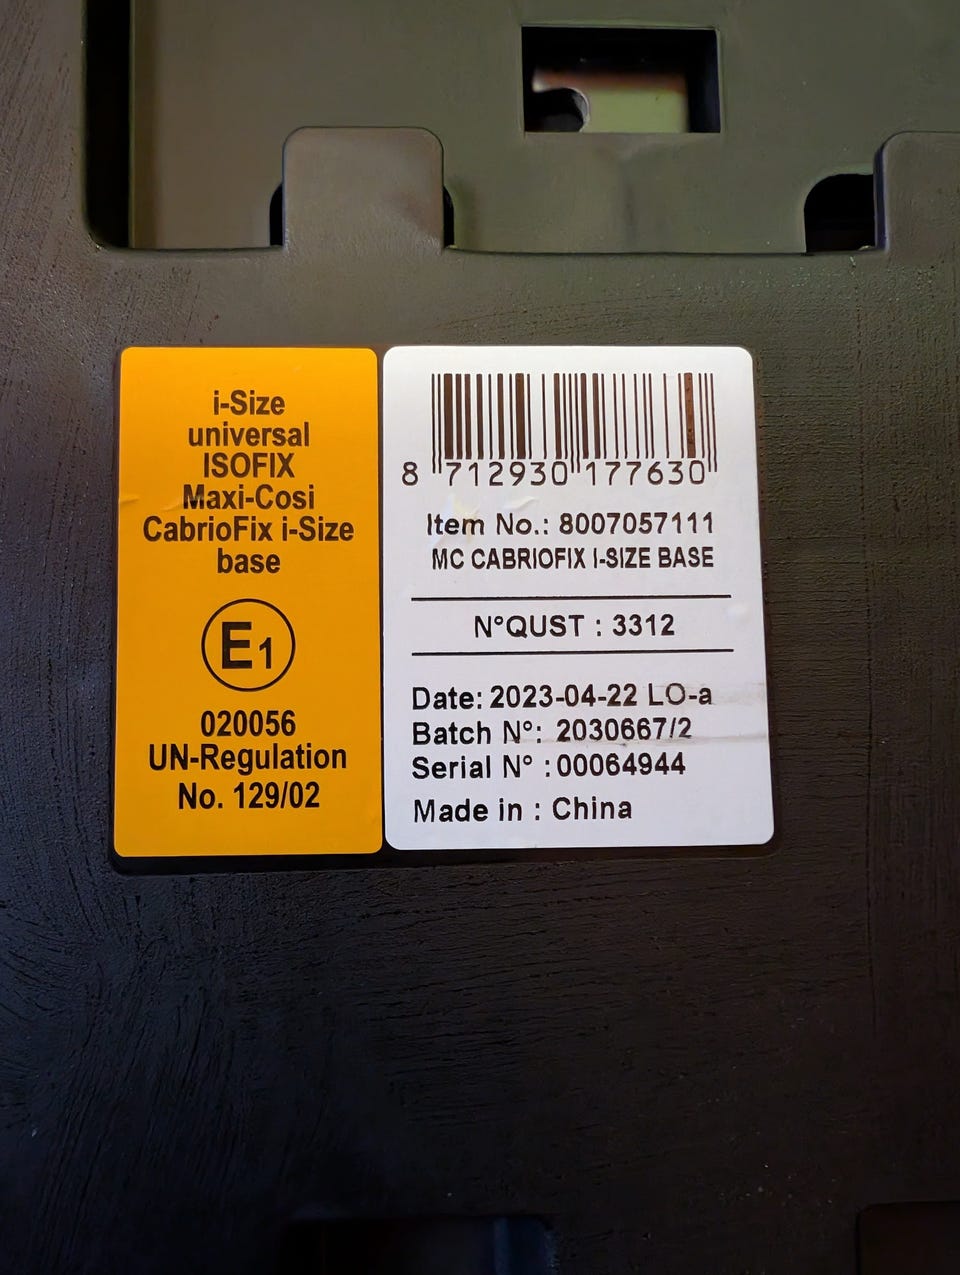 i-Size
universal
ISOFIX
Maxi-Cosi
CabrioFix i-Size
base
E1
020056
UN-Regulation
No. 129/02
8 712930 177630
Item No.: 8007057111
MC CABRIOFIX I-SIZE BASE
N°QUST : 3312
Date: 2023-04-22 LO-a
Batch N°: 2030667/2
Serial N° :00064944
Made in : China